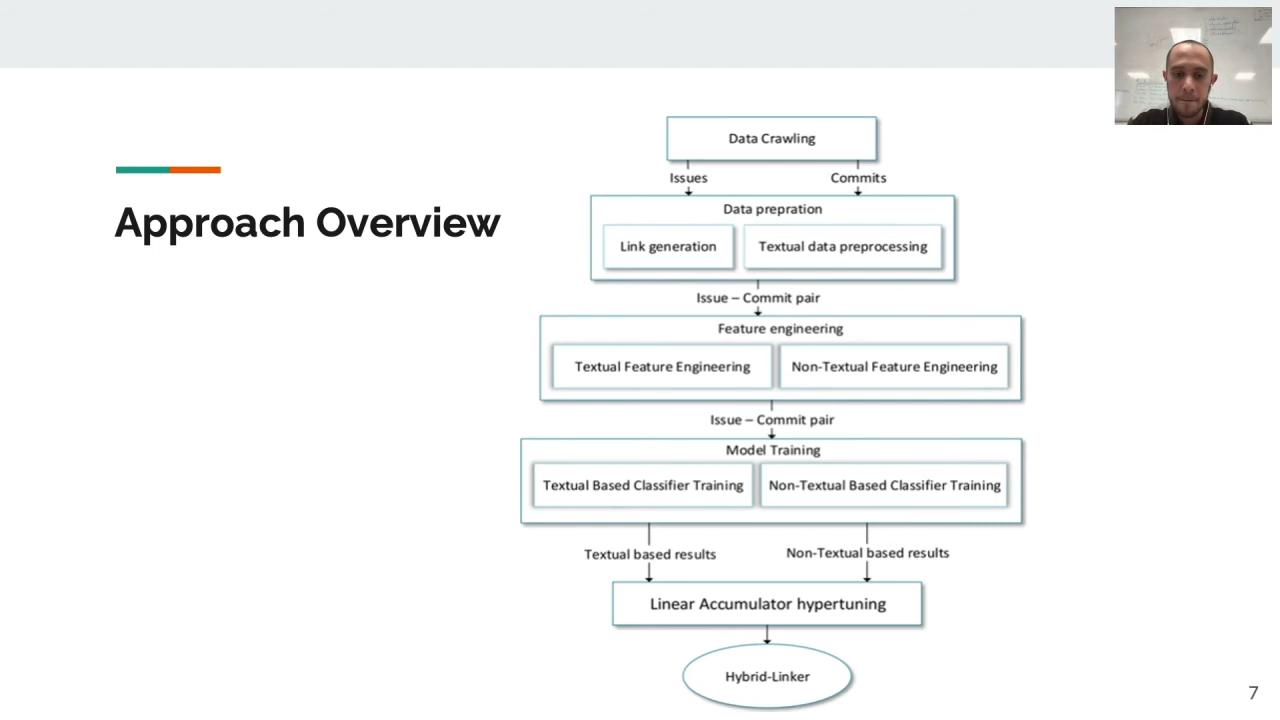 Approach Overview
Data Crawling
Issues
Commits
Data prepration
Link generation
Textual data preprocessing
Issue – Commit pair
Feature engineering
Textual Feature Engineering
Non-Textual Feature Engineering
Issue – Commit pair
Model Training
Textual Based Classifier Training
Non-Textual Based Classifier Training
Textual based results
Non-Textual based results
Linear Accumulator hypertuning
Hybrid-Linker
7